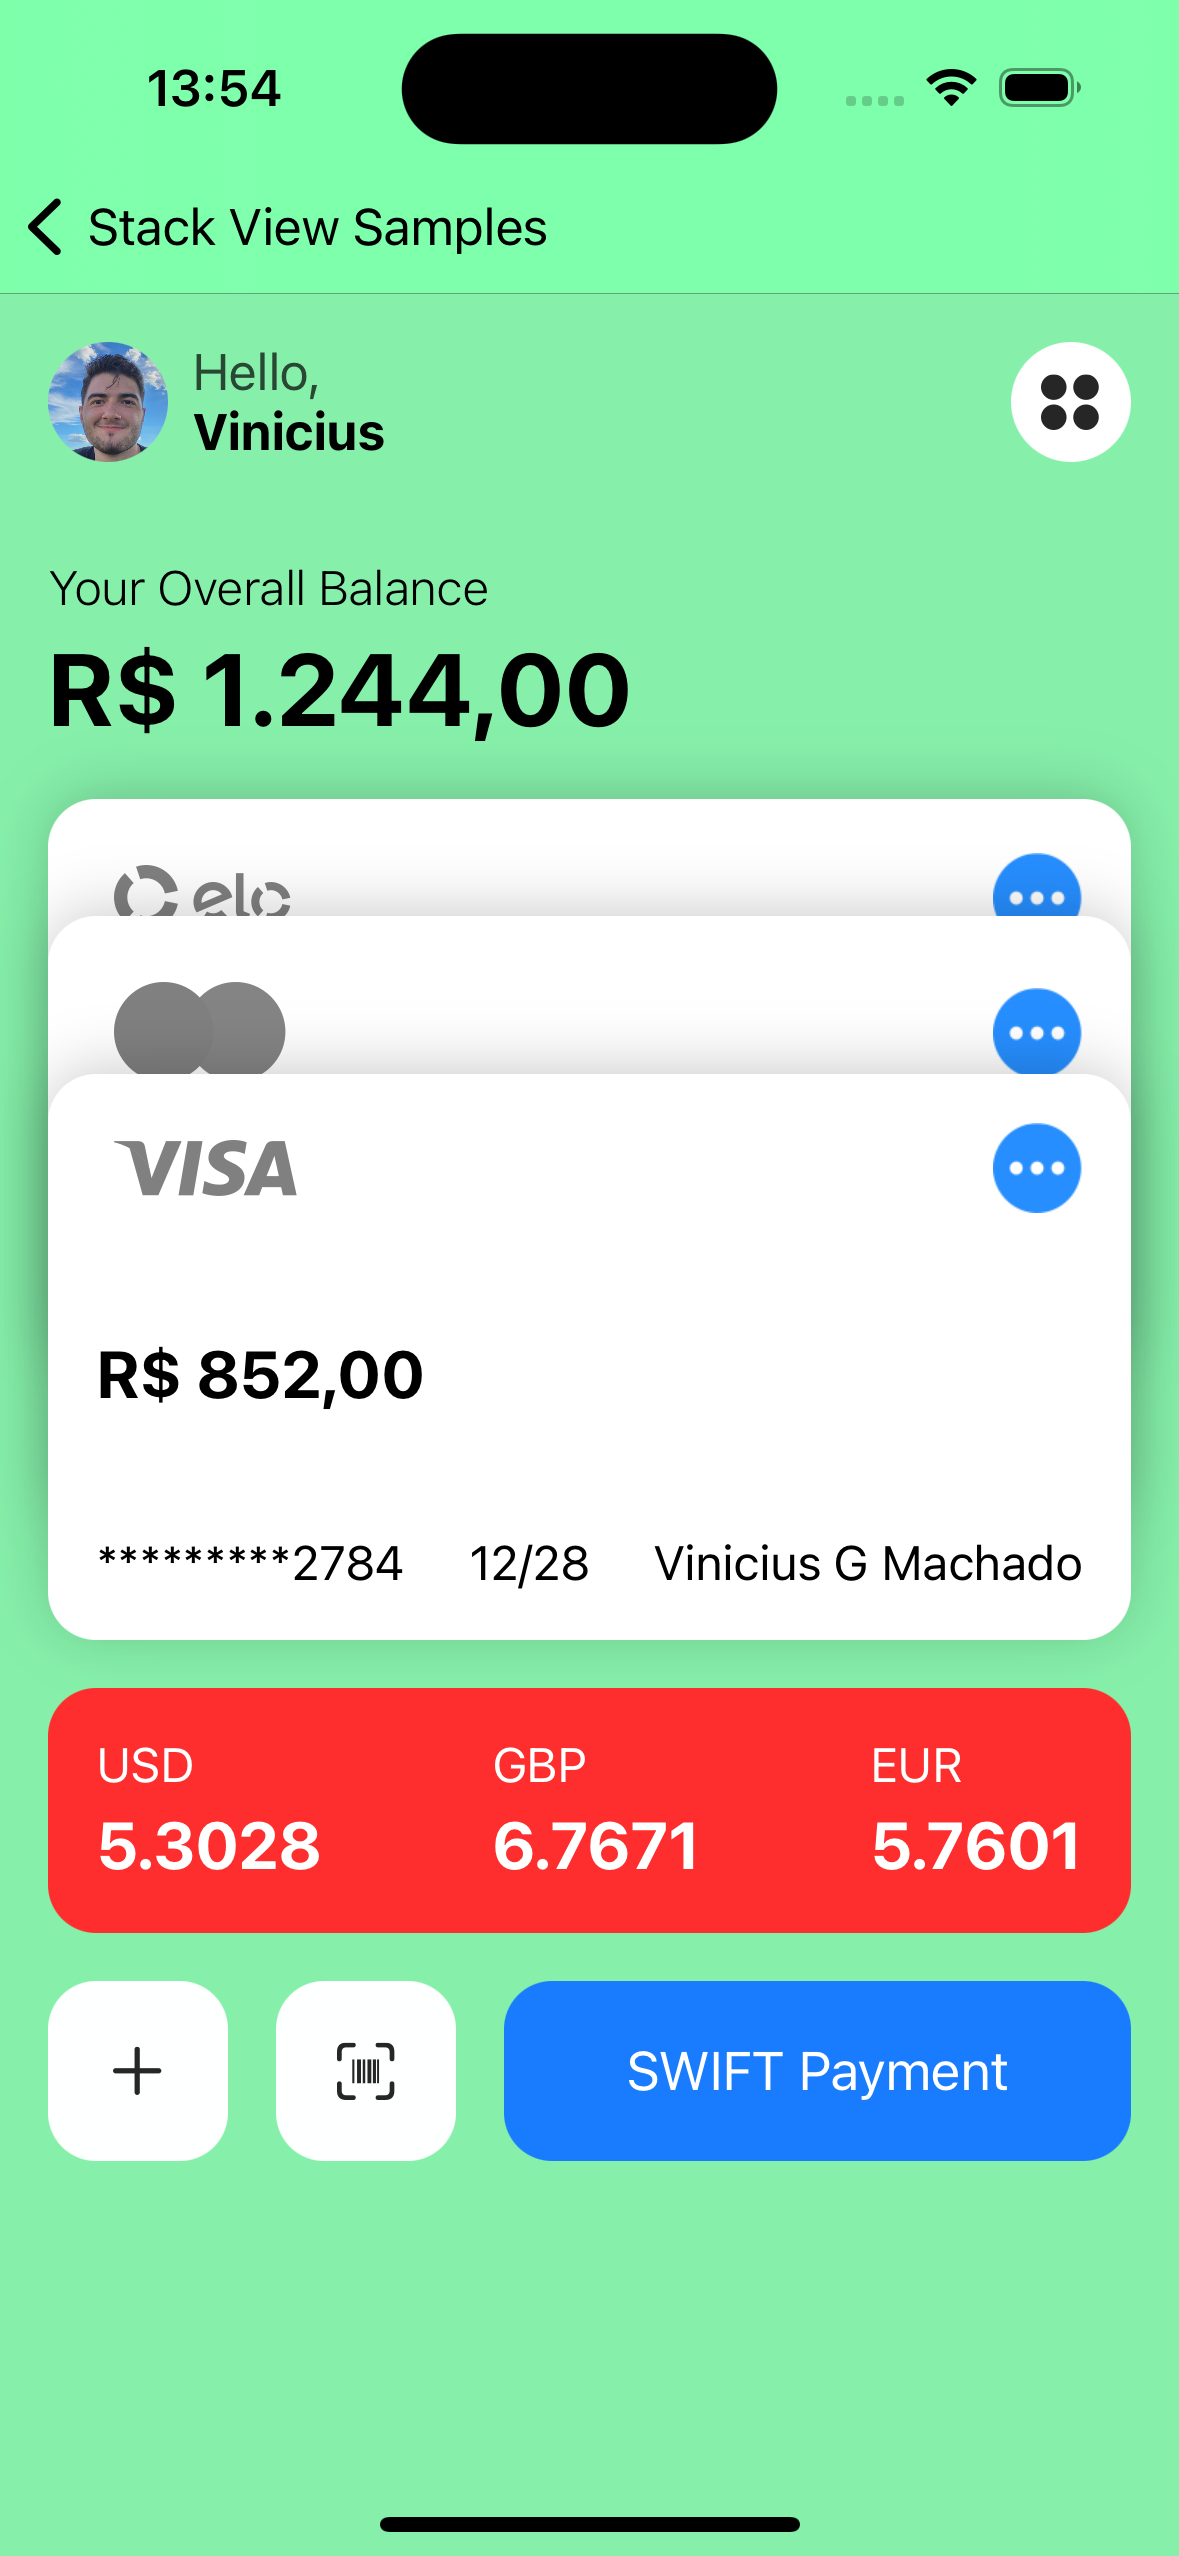 13:54
Stack View Samples
Hello,
Vinicius
Your Overall Balance
R$ 1.244,00
elo
VISA
R$ 852,00
*********2784 12/28 Vinicius G Machado
USD GBP EUR
5.3028 6.7671 5.7601
SWIFT Payment